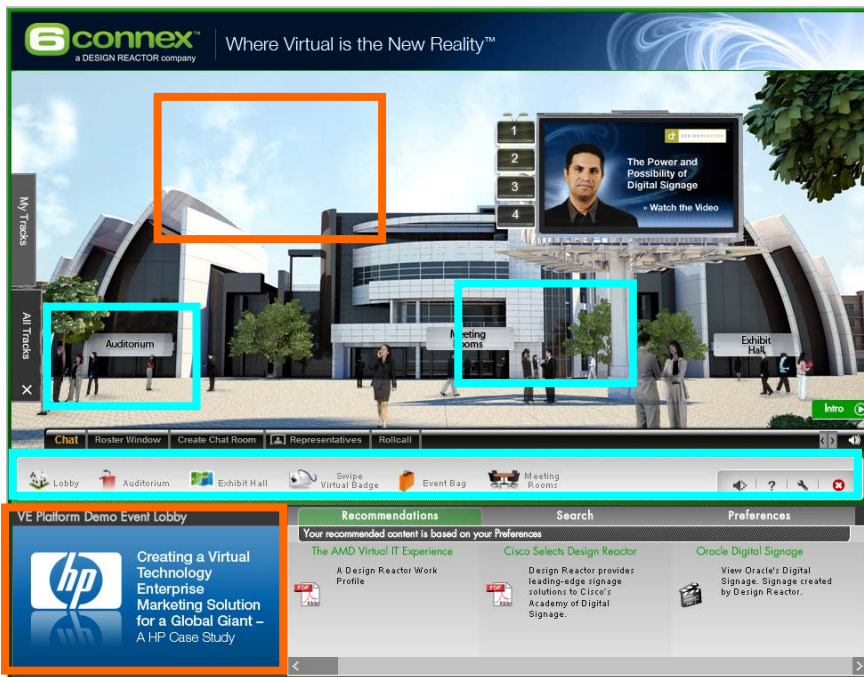 6connex™
a DESIGN REACTOR company
Where Virtual is the New Reality™
1
2
3
4
DESIGNREACTOR
The Power and
Possibility of
Digital Signage
» Watch the Video
My Tracks
All Tracks
X
Auditorium
Meeting
Rooms
Exhibit
Hall
Intro
Chat
Roster Window
Create Chat Room
Representatives
Rollcall
Lobby
Auditorium
Exhibit Hall
Swipe
Virtual Badge
Event Bag
Meeting
Rooms
?
VE Platform Demo Event Lobby
hp
Creating a Virtual
Technology
Enterprise
Marketing Solution
for a Global Giant –
A HP Case Study
Recommendations
Search
Preferences
Your recommended content is based on your Preferences
The AMD Virtual IT Experience
PDF
A Design Reactor Work
Profile
Cisco Selects Design Reactor
PDF
Design Reactor provides
leading-edge signage
solutions to Cisco's
Academy of Digital
Signage.
Oracle Digital Signage
View Oracle's Digital
Signage. Signage created
by Design Reactor.